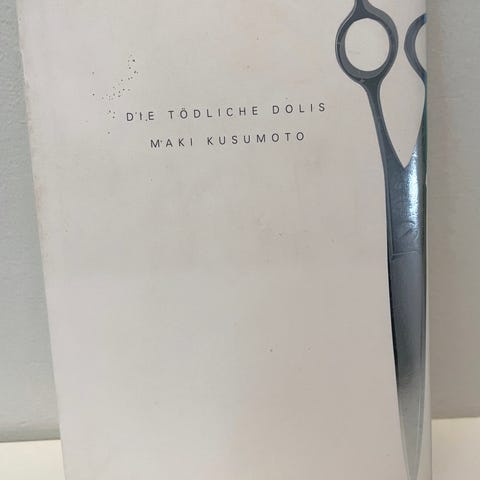 DIE TÖDLICHE DOLIS
MAKI KUSUMOTO